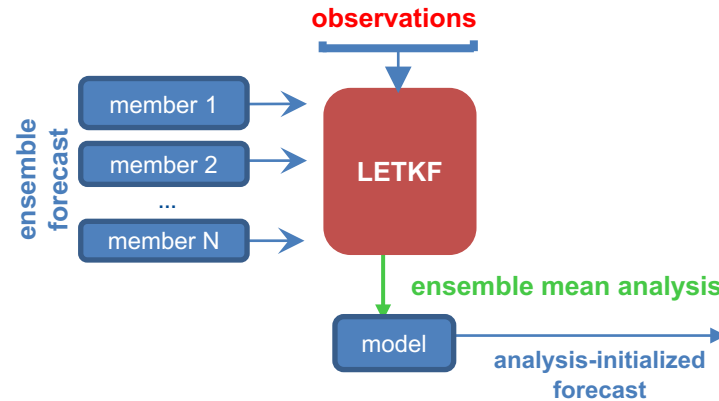 observations
ensemble
forecast
member 1
member 2
...
member N
LETKF
ensemble mean analysis
model
analysis-initialized
forecast